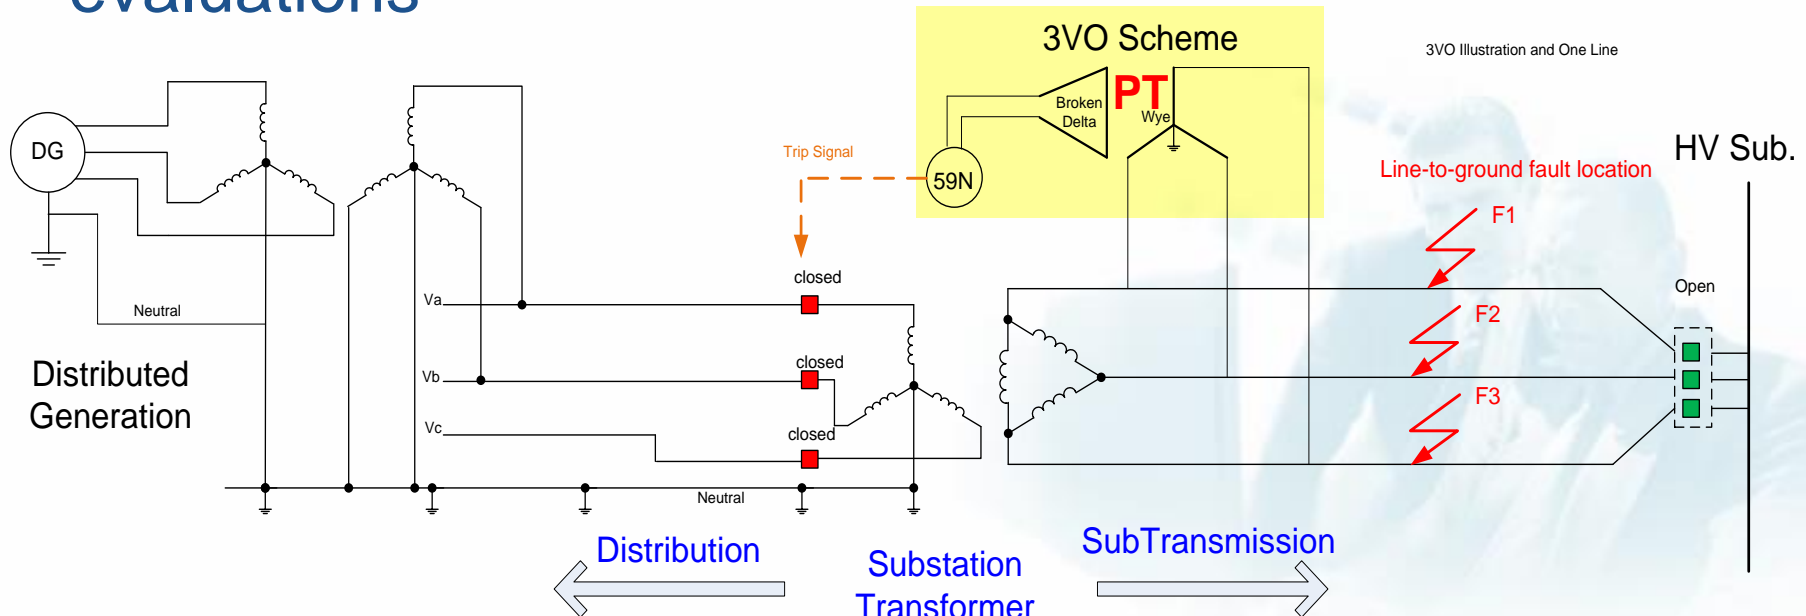 evaluations
3VO Scheme
3VO Illustration and One Line
PT
Broken
Delta
Wye
DG
Trip Signal
59N
HV Sub.
Line-to-ground fault location
F1
closed
Open
Va
Neutral
F2
closed
Distributed
Generation
Vb
F3
Vc
closed
Neutral
Distribution
Substation
Transformer
SubTransmission